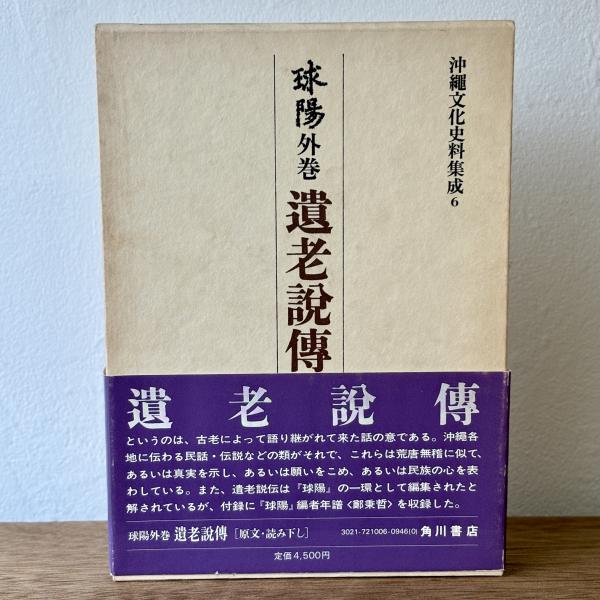 沖繩文化史料集成6
球陽外巻
遺老説傳
遺老説傳
というのは、古老によって語り継がれて来た話の意である。沖縄各
地に伝わる民話・伝説などの類がそれで、これらは荒唐無稽に似て、
あるいは真実を示し、あるいは願いをこめ、あるいは民族の心を表
わしている。また、遺老説伝は『球陽』の一環として編集されたと
解されているが、付録に『球陽』編者年譜〈鄭秉哲〉を収録した。
球陽外巻 遺老説傳 [原文・読み下し] 3021-721006-0946(0) 角川書店
定価4,500円